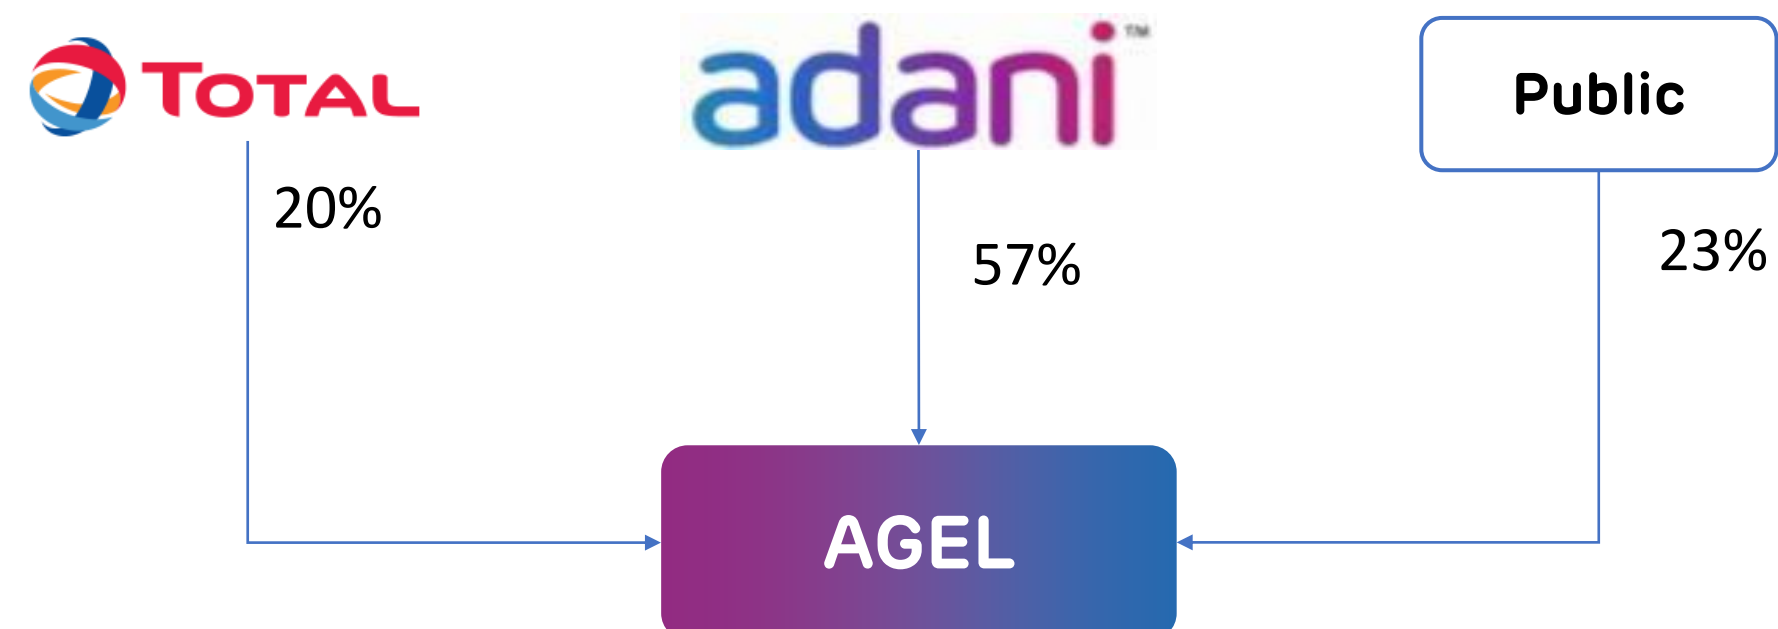 TOTAL
adani™
Public
20%
57%
23%
AGEL